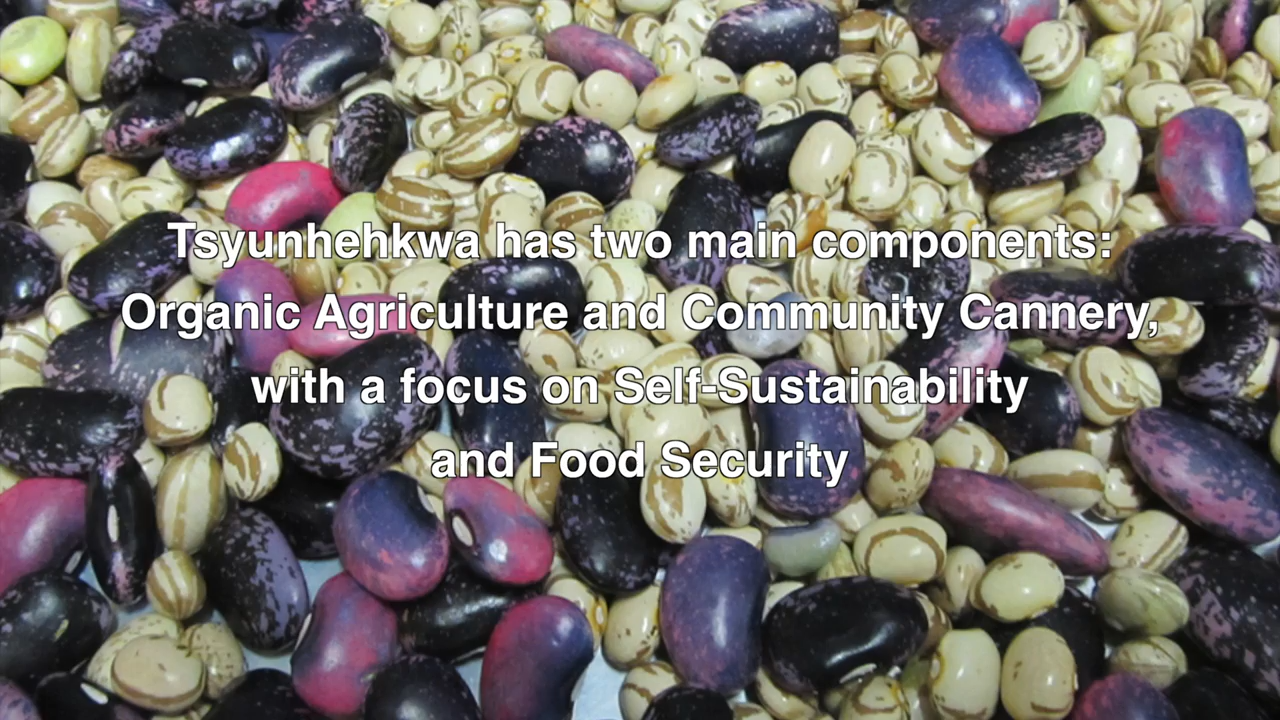 Tsyunhehkwa has two main components:
Organic Agriculture and Community Cannery,
with a focus on Self-Sustainability
and Food Security